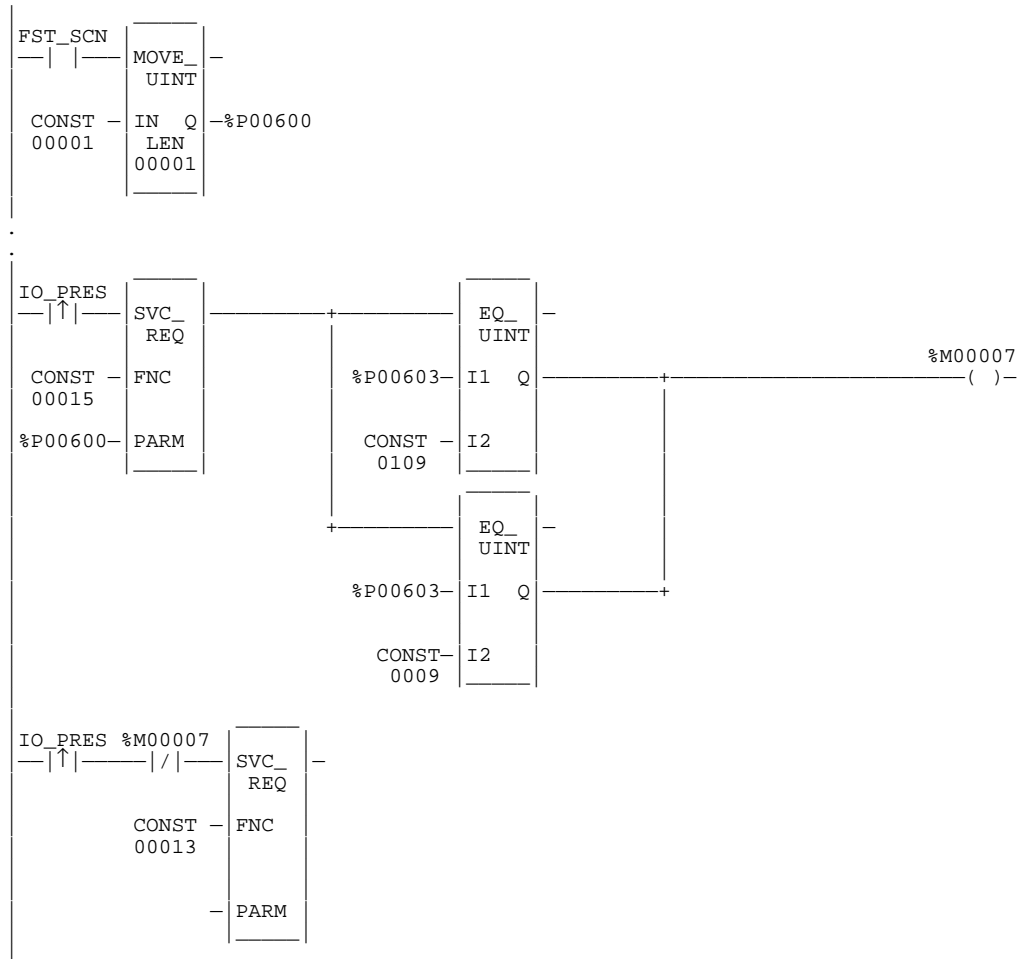 FST_SCN
MOVE_
UINT
CONST IN Q %P00600
00001 LEN
00001
.
.
IO_PRES
SVC_ EQ_
REQ UINT
%M00007
CONST FNC %P00603 I1 Q ( )
00015
%P00600 PARM CONST I2
0109
EQ_
UINT
%P00603 I1 Q
CONST I2
0009
IO_PRES %M00007
↑ / SVC_
REQ
CONST FNC
00013
PARM